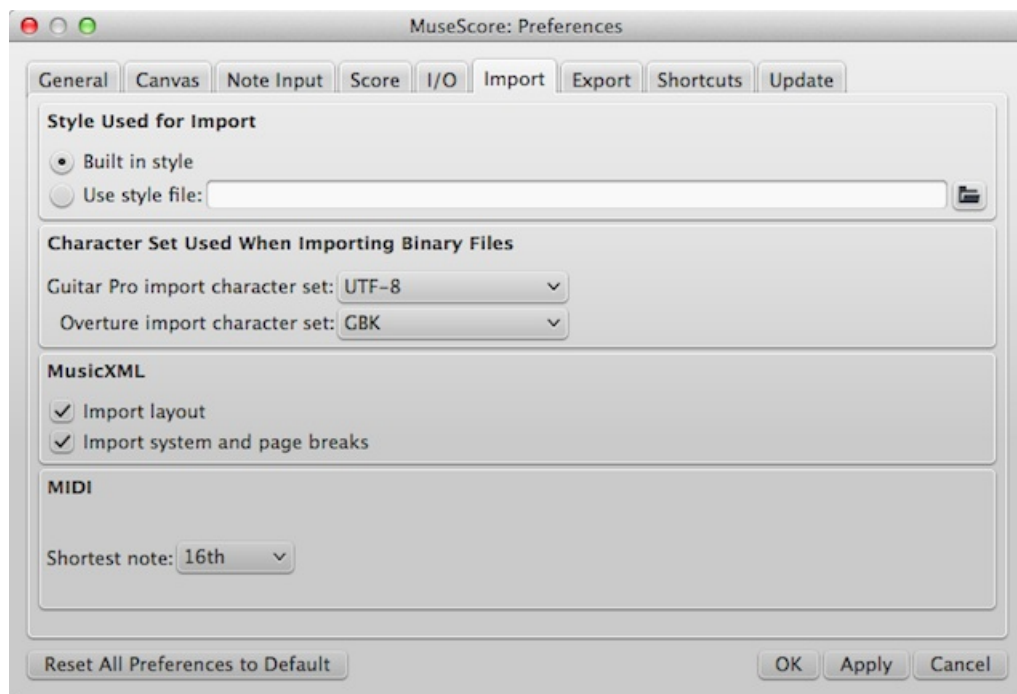 MuseScore: Preferences
General Canvas Note Input Score I/O Import Export Shortcuts Update
Style Used for Import
Built in style
Use style file:
Character Set Used When Importing Binary Files
Guitar Pro import character set: UTF-8
Overture import character set: GBK
MusicXML
Import layout
Import system and page breaks
MIDI
Shortest note: 16th
Reset All Preferences to Default OK Apply Cancel